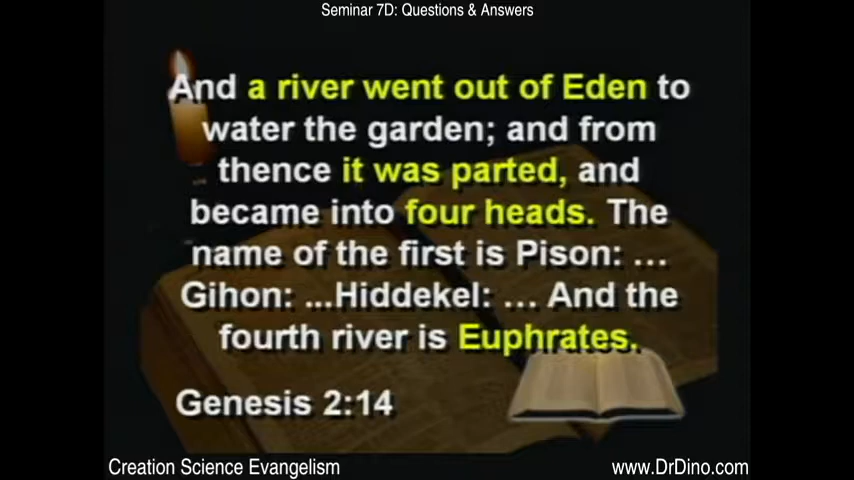 Seminar 7D: Questions & Answers
And a river went out of Eden to
water the garden; and from
thence it was parted, and
became into four heads. The
name of the first is Pison: ...
Gihon: ...Hiddekel: ... And the
fourth river is Euphrates.
Genesis 2:14
Creation Science Evangelism
www.DrDino.com